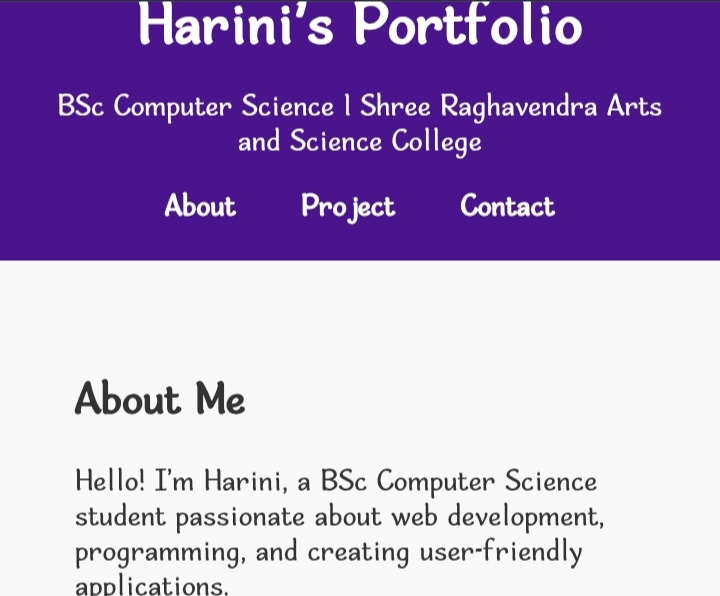 Harini's Portfolio
BSc Computer Science | Shree Raghavendra Arts
and Science College
About Project Contact
About Me
Hello! I'm Harini, a BSc Computer Science
student passionate about web development,
programming, and creating user-friendly
applications.